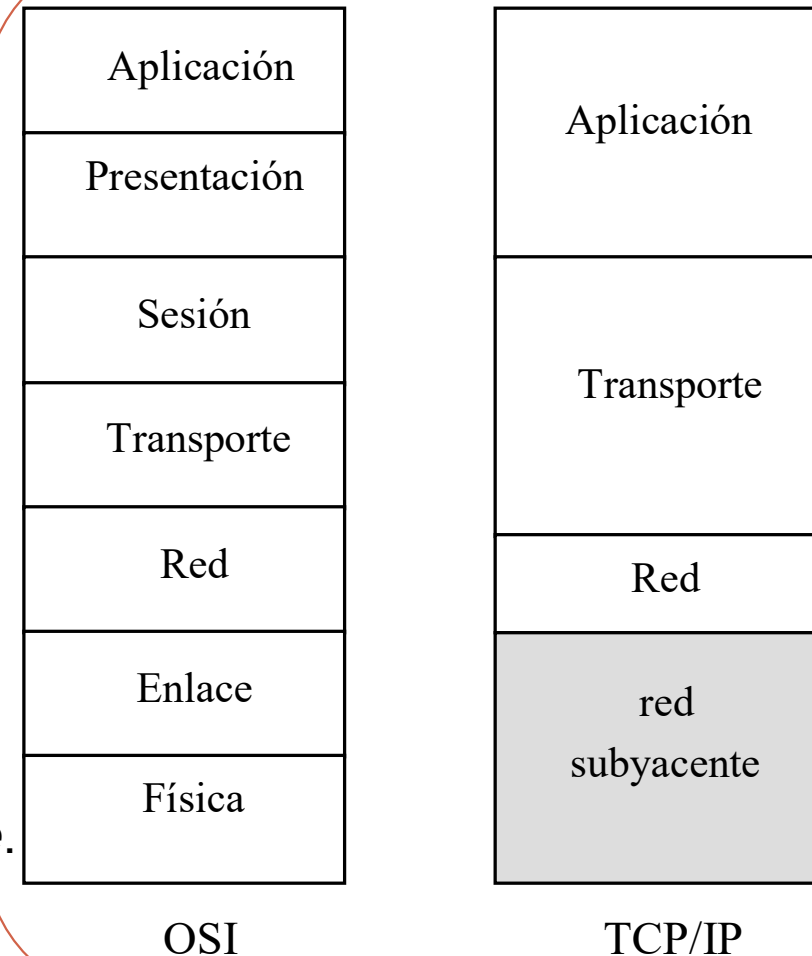 Aplicación
Presentación
Sesión
Transporte
Red
Enlace
Física
OSI
Aplicación
Transporte
Red
red
subyacente
TCP/IP